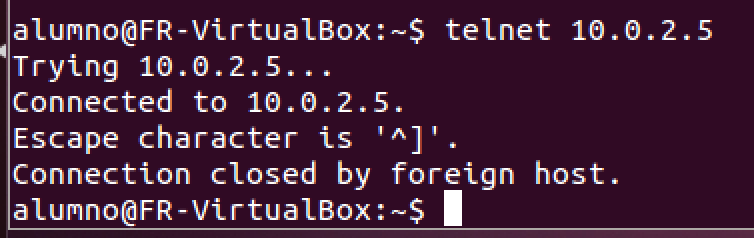 alumno@FR-VirtualBox:~$ telnet 10.0.2.5
Trying 10.0.2.5...
Connected to 10.0.2.5.
Escape character is '^]'.
Connection closed by foreign host.
alumno@FR-VirtualBox:~$